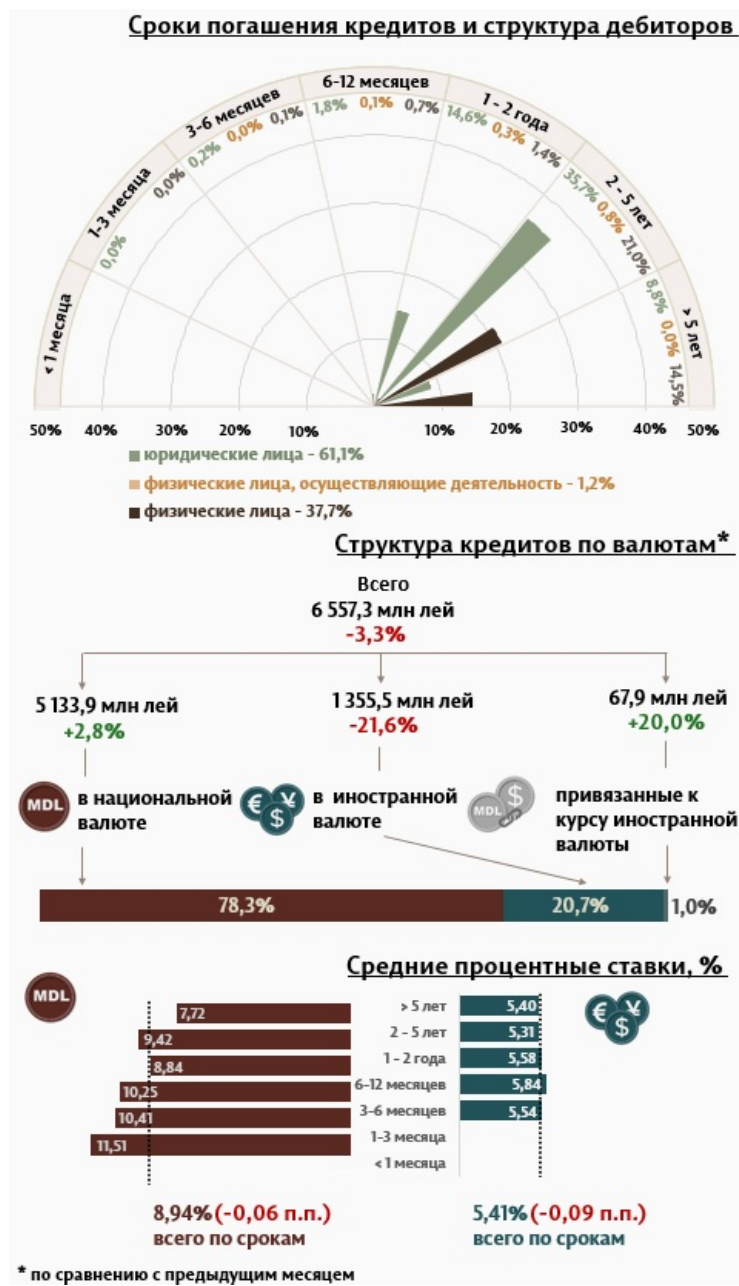 Сроки погашения кредитов и структура дебиторов
< 1 месяца
1-3 месяца
3-6 месяцев
6-12 месяцев
1 - 2 года
2 - 5 лет
> 5 лет
0,0%
0,0%
0,2%
0,0%
0,1%
1,8%
0,1%
0,7%
14,6%
0,3%
1,4%
35,7%
0,8%
21,0%
8,8%
0,0%
14,5%
50% 40% 30% 20% 10% 10% 20% 30% 40% 50%
юридические лица - 61,1%
физические лица, осуществляющие деятельность - 1,2%
физические лица - 37,7%
Структура кредитов по валютам*
Всего
6 557,3 млн лей
-3,3%
5 133,9 млн лей
+2,8%
1 355,5 млн лей
-21,6%
67,9 млн лей
+20,0%
MDL
в национальной
валюте
€ ¥ $
в иностранной
валюте
MDL $
привязанные к
курсу иностранной
валюты
78,3% 20,7% 1,0%
Средние процентные ставки, %
MDL
€ ¥ $
7,72 > 5 лет 5,40
9,42 2 - 5 лет 5,31
8,84 1 - 2 года 5,58
10,25 6-12 месяцев 5,84
10,41 3-6 месяцев 5,54
11,51 1-3 месяца
< 1 месяца
8,94% (-0,06 п.п.)
всего по срокам
5,41% (-0,09 п.п.)
всего по срокам
* по сравнению с предыдущим месяцем